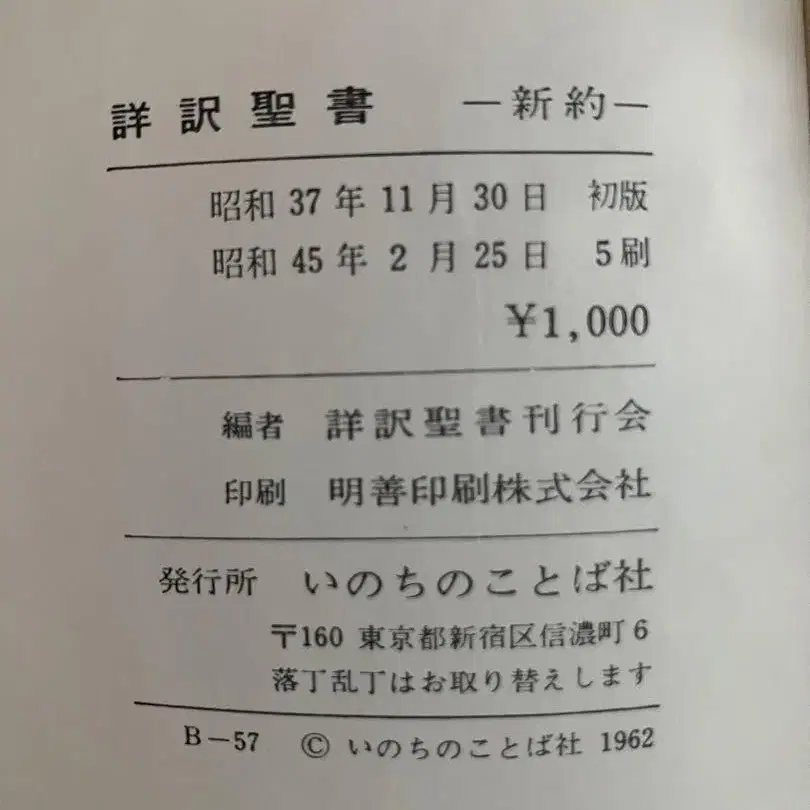 詳訳聖書 ―新約―
昭和 37 年 11 月 30 日 初版
昭和 45 年 2 月 25 日 5刷
¥1,000
編者 詳訳聖書刊行会
印刷 明善印刷株式会社
発行所 いのちのことば社
〒160 東京都新宿区信濃町6
落丁乱丁はお取り替えします
B―57 © いのちのことば社 1962